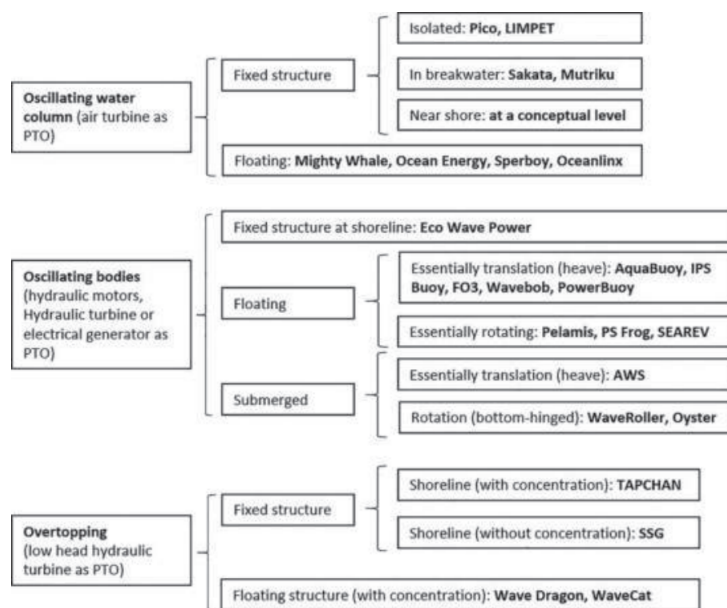 Isolated: Pico, LIMPET
Fixed structure
In breakwater: Sakata, Mutriku
Oscillating water
column (air turbine as
PTO)
Near shore: at a conceptual level
Floating: Mighty Whale, Ocean Energy, Sperboy, Oceanlinx
Fixed structure at shoreline: Eco Wave Power
Oscillating bodies
(hydraulic motors,
Hydraulic turbine or
electrical generator as
PTO)
Floating
Essentially translation (heave): AquaBuoy, IPS
Buoy, FO3, Wavebob, PowerBuoy
Essentially rotating: Pelamis, PS Frog, SEAREV
Submerged
Essentially translation (heave): AWS
Rotation (bottom-hinged): WaveRoller, Oyster
Overtopping
(low head hydraulic
turbine as PTO)
Fixed structure
Shoreline (with concentration): TAPCHAN
Shoreline (without concentration): SSG
Floating structure (with concentration): Wave Dragon, WaveCat